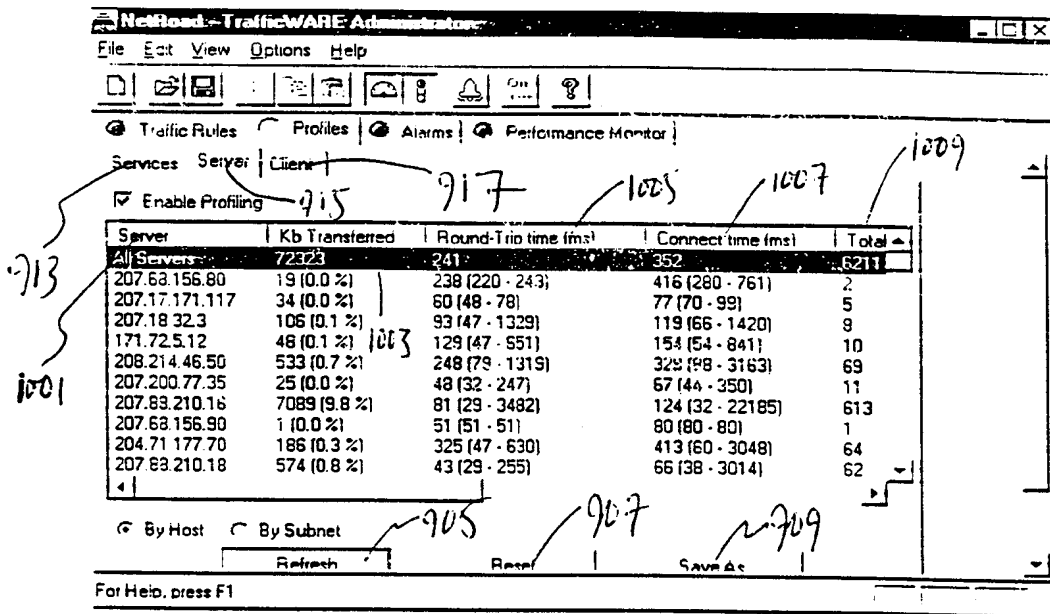 NetRoad - TrafficWARE Administrator
File Edit View Options Help
Traffic Rules Profiles Alarms Performance Monitor
1009
Services Server Client
917 1005 1007
Enable Profiling 915
Server Kb Transferred Round-Trip time (ms) Connect time (ms) Total
All Servers 72323 241 352 6211
913
207.68.156.80 19 (0.0 %) 238 (220 - 243) 416 (280 - 761) 2
207.17.171.117 34 (0.0 %) 60 (48 - 78) 77 (70 - 99) 5
207.18.32.3 106 (0.1 %) 93 (47 - 1329) 119 (66 - 1420) 9
1003
171.72.5.12 48 (0.1 %) 129 (47 - 551) 154 (54 - 841) 10
208.214.46.50 533 (0.7 %) 248 (79 - 1319) 328 (98 - 3163) 69
1001
207.200.77.35 25 (0.0 %) 48 (32 - 247) 67 (44 - 350) 11
207.83.210.16 7089 (9.8 %) 81 (29 - 3482) 124 (32 - 22185) 613
207.68.156.90 1 (0.0 %) 51 (51 - 51) 80 (80 - 80) 1
204.71.177.70 186 (0.3 %) 325 (47 - 630) 413 (60 - 3048) 64
207.83.210.18 574 (0.8 %) 43 (29 - 255) 66 (38 - 3014) 62
By Host By Subnet 905 907 909
Refresh Reset Save As
For Help, press F1